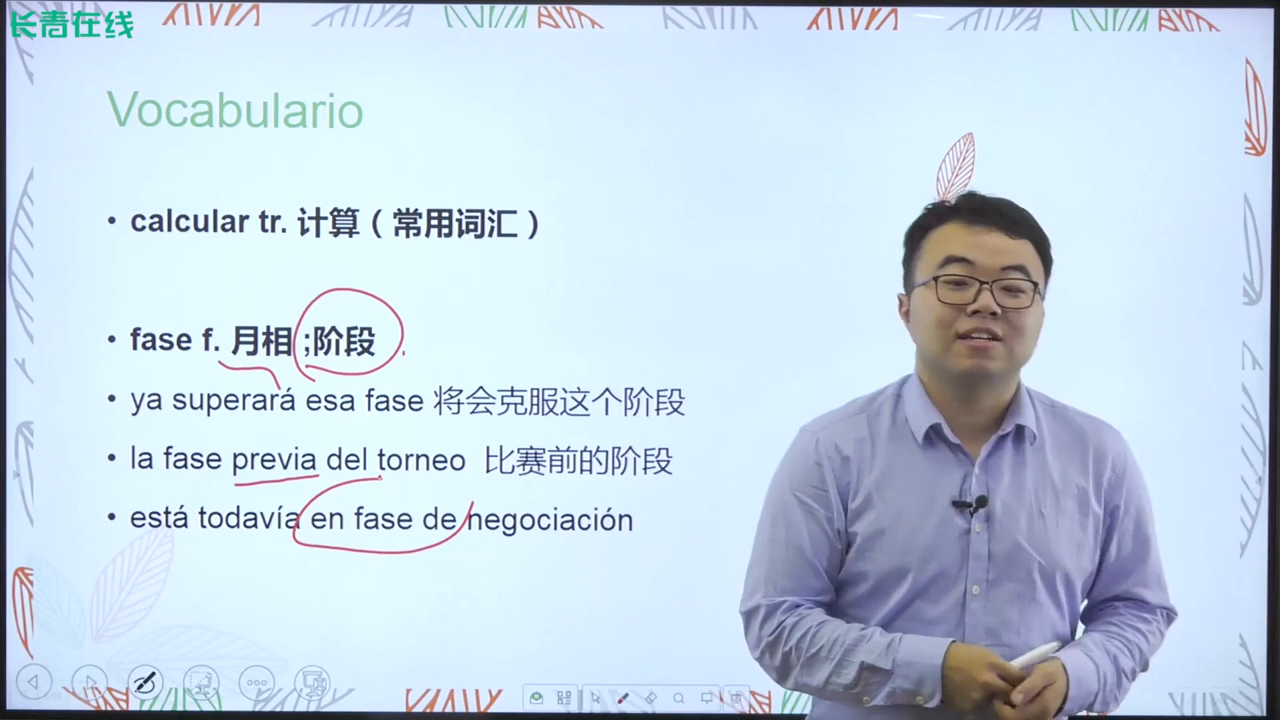 长青在线
Vocabulario
• calcular tr. 计算（常用词汇）
• fase f. 月相 ;阶段
• ya superará esa fase 将会克服这个阶段
• la fase previa del torneo 比赛前的阶段
• está todavía en fase de negociación